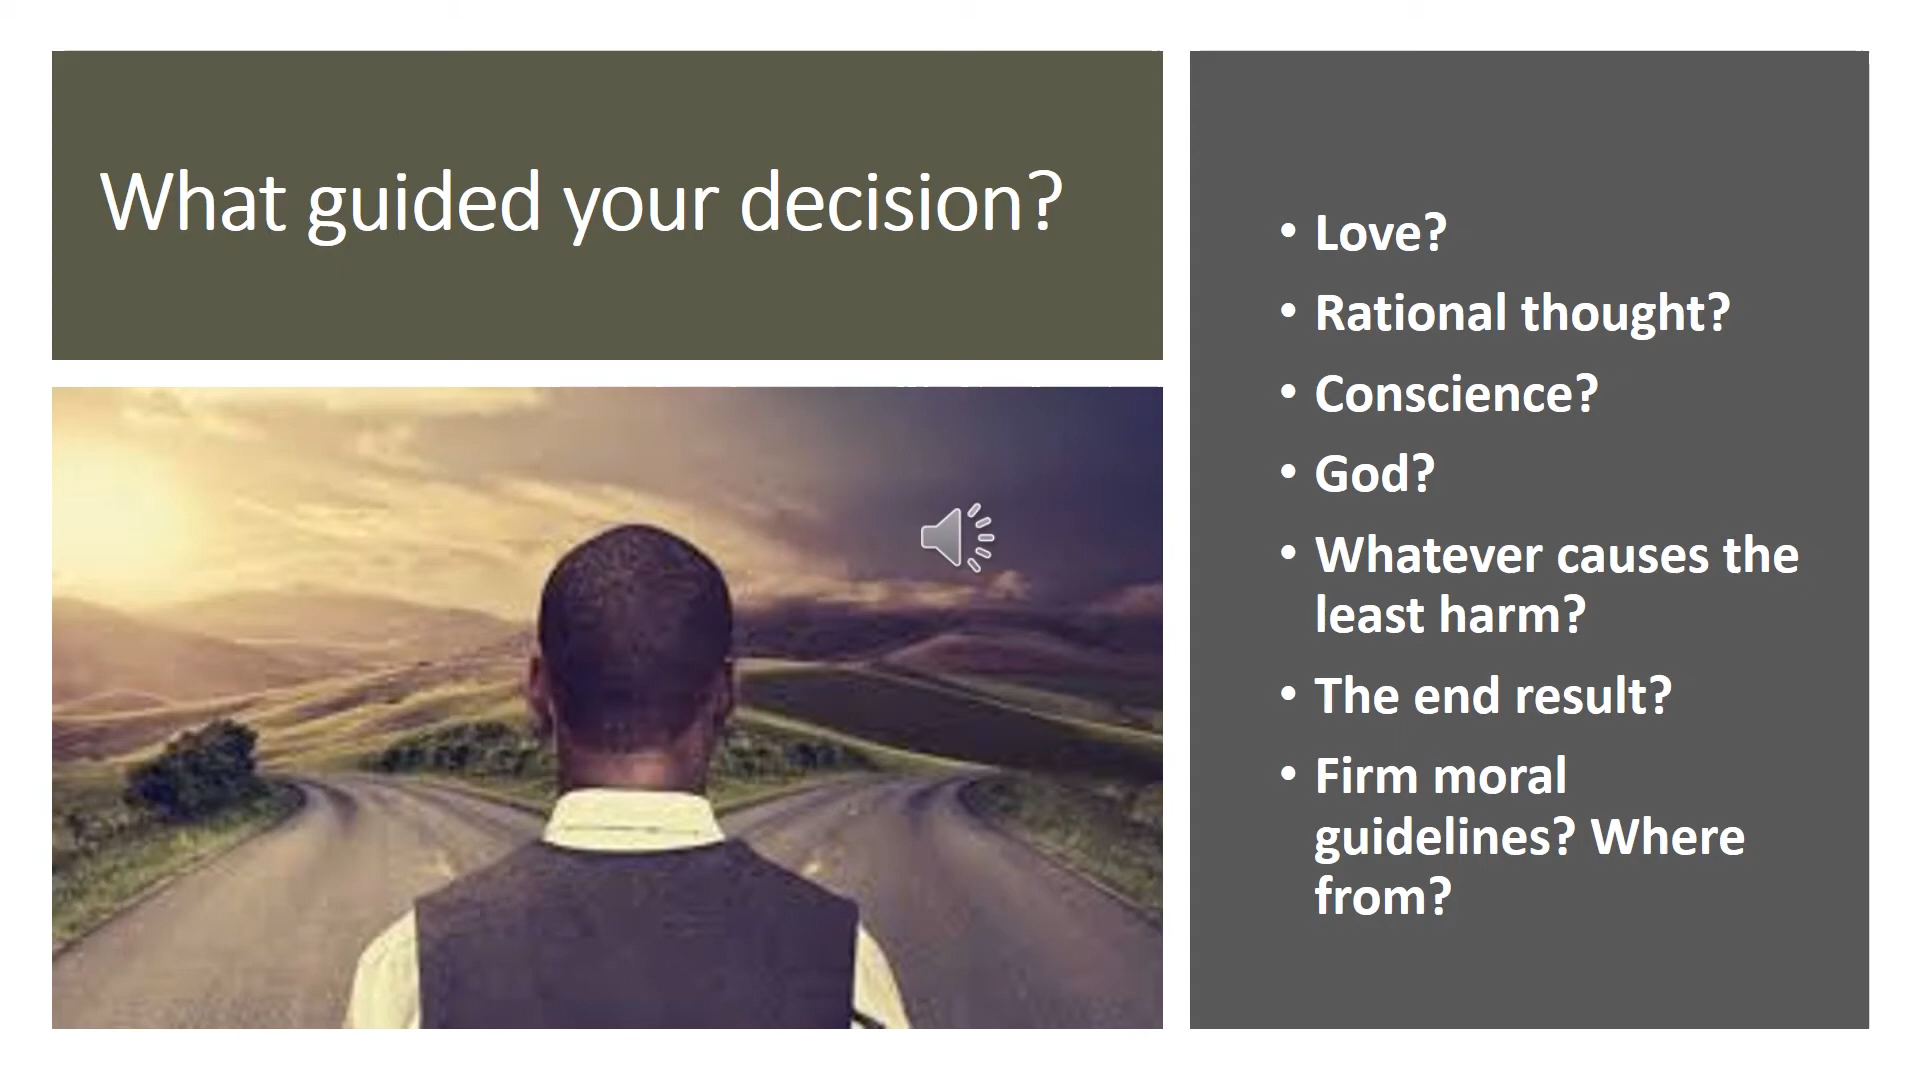 What guided your decision?
• Love?
• Rational thought?
• Conscience?
• God?
• Whatever causes the
least harm?
• The end result?
• Firm moral
guidelines? Where
from?